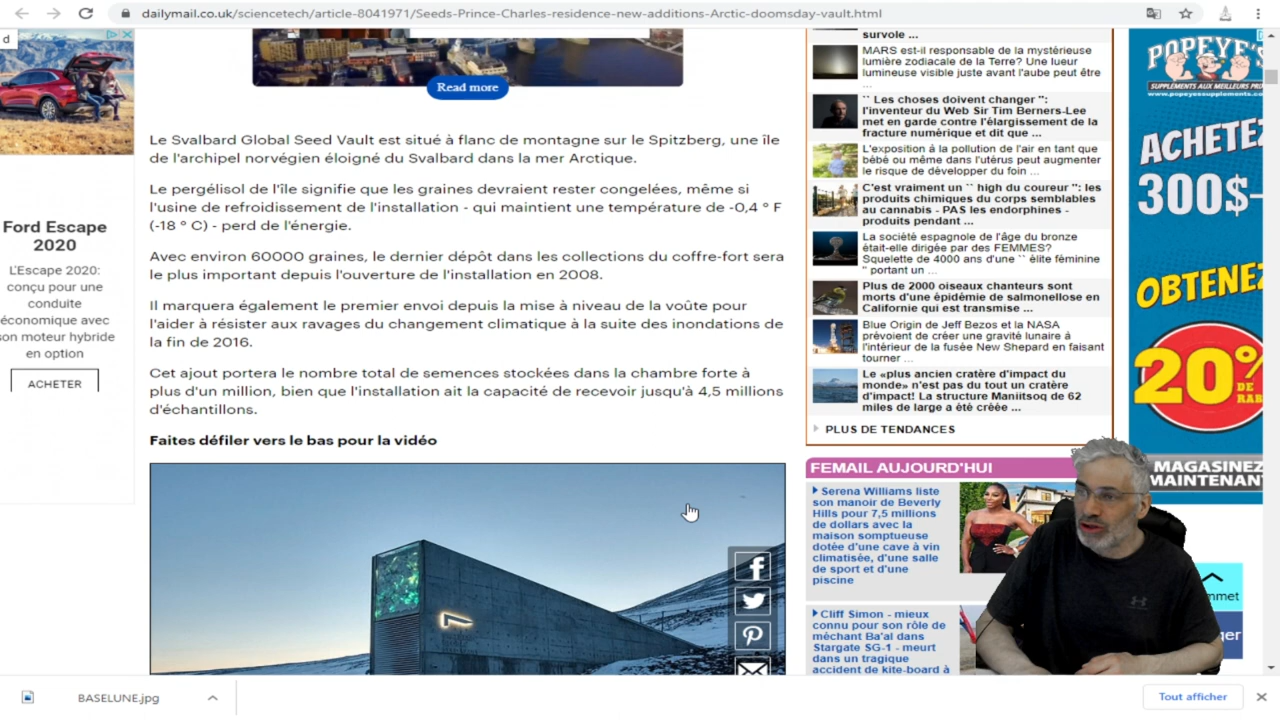 dailymail.co.uk/sciencetech/article-8041971/Seeds-Prince-Charles-residence-new-additions-Arctic-doomsday-vault.html
d
Ford Escape
2020
L'Escape 2020:
conçu pour une
conduite
économique avec
son moteur hybride
en option
ACHETER
Read more
Le Svalbard Global Seed Vault est situé à flanc de montagne sur le Spitzberg, une île
de l'archipel norvégien éloigné du Svalbard dans la mer Arctique.
Le pergélisol de l'île signifie que les graines devraient rester congelées, même si
l'usine de refroidissement de l'installation - qui maintient une température de -0,4 ° F
(-18 ° C) - perd de l'énergie.
Avec environ 60000 graines, le dernier dépôt dans les collections du coffre-fort sera
le plus important depuis l'ouverture de l'installation en 2008.
Il marquera également le premier envoi depuis la mise à niveau de la voûte pour
l'aider à résister aux ravages du changement climatique à la suite des inondations de
la fin de 2016.
Cet ajout portera le nombre total de semences stockées dans la chambre forte à
plus d'un million, bien que l'installation ait la capacité de recevoir jusqu'à 4,5 millions
d'échantillons.
Faites défiler vers le bas pour la vidéo
survole ...
MARS est-il responsable de la mystérieuse
lumière zodiacale de la Terre? Une lueur
lumineuse visible juste avant l'aube peut être
...
`` Les choses doivent changer '':
l'inventeur du Web Sir Tim Berners-Lee
met en garde contre l'élargissement de la
fracture numérique et dit que ...
L'exposition à la pollution de l'air en tant que
bébé ou même dans l'utérus peut augmenter
le risque de développer du foin ...
C'est vraiment un `` high du coureur '': les
produits chimiques du corps semblables
au cannabis - PAS les endorphines -
produits pendant ...
La société espagnole de l'âge du bronze
était-elle dirigée par des FEMMES?
Squelette de 4000 ans d'une `` élite féminine
'' portant un ...
Plus de 2000 oiseaux chanteurs sont
morts d'une épidémie de salmonellose en
Californie qui est transmise ...
Blue Origin de Jeff Bezos et la NASA
prévoient de créer une gravité lunaire à
l'intérieur de la fusée New Shepard en faisant
tourner ...
Le «plus ancien cratère d'impact du
monde» n'est pas du tout un cratère
d'impact! La structure Maniitsoq de 62
miles de large a été créée ...
PLUS DE TENDANCES
FEMAIL AUJOURD'HUI
Serena Williams liste
son manoir de Beverly
Hills pour 7,5 millions
de dollars avec la
maison somptueuse
dotée d'une cave à vin
climatisée, d'une salle
de sport et d'une
piscine
Cliff Simon - mieux
connu pour son rôle de
méchant Ba'al dans
Stargate SG-1 - meurt
dans un tragique
accident de kite-board à
POPEYE'S
SUPPLEMENTS AUX MEILLEURS PRIX
www.popeyessupplements.com
ACHETEZ
300$-
OBTENEZ
20%
DE
RAB
MAGASINEZ
MAINTENANT
mmet
ger
BASELUNE.jpg
Tout afficher